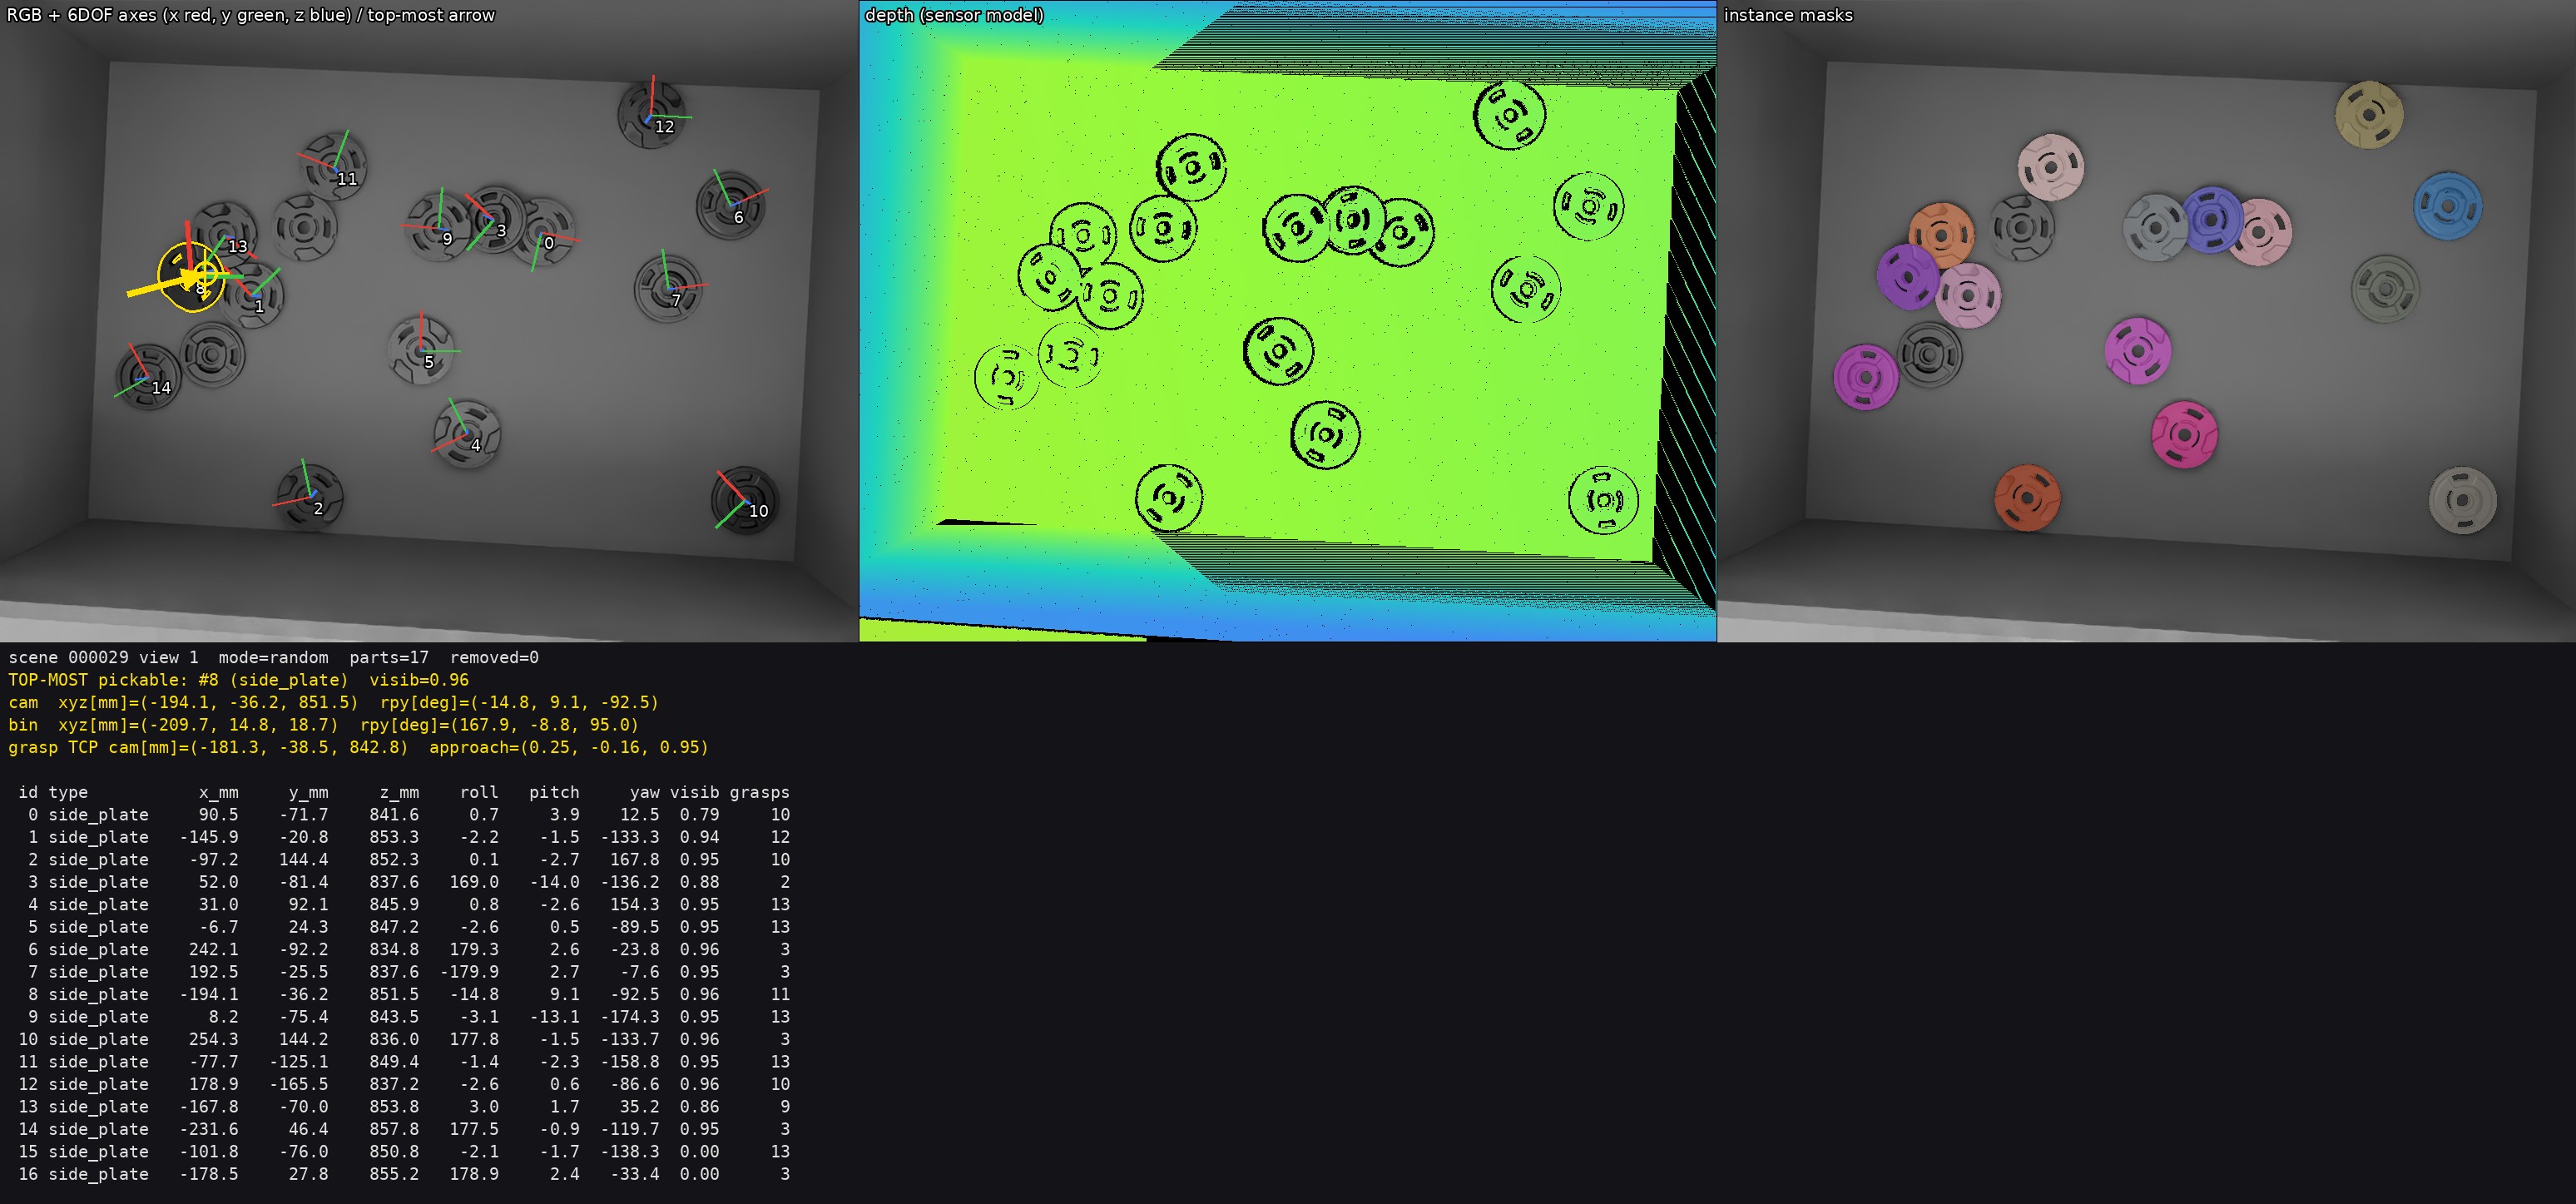 RGB + 6DOF axes (x red, y green, z blue) / top-most arrow
depth (sensor model)
instance masks
12
11
6
13
9
3
0
8
1
7
5
14
4
2
10
scene 000029 view 1  mode=random  parts=17  removed=0
TOP-MOST pickable: #8 (side_plate)  visib=0.96
cam  xyz[mm]=(-194.1, -36.2, 851.5)  rpy[deg]=(-14.8, 9.1, -92.5)
bin  xyz[mm]=(-209.7, 14.8, 18.7)  rpy[deg]=(167.9, -8.8, 95.0)
grasp TCP cam[mm]=(-181.3, -38.5, 842.8)  approach=(0.25, -0.16, 0.95)
id type x_mm y_mm z_mm roll pitch yaw visib grasps
0 side_plate 90.5 -71.7 841.6 0.7 3.9 12.5 0.79 10
1 side_plate -145.9 -20.8 853.3 -2.2 -1.5 -133.3 0.94 12
2 side_plate -97.2 144.4 852.3 0.1 -2.7 167.8 0.95 10
3 side_plate 52.0 -81.4 837.6 169.0 -14.0 -136.2 0.88 2
4 side_plate 31.0 92.1 845.9 0.8 -2.6 154.3 0.95 13
5 side_plate -6.7 24.3 847.2 -2.6 0.5 -89.5 0.95 13
6 side_plate 242.1 -92.2 834.8 179.3 2.6 -23.8 0.96 3
7 side_plate 192.5 -25.5 837.6 -179.9 2.7 -7.6 0.95 3
8 side_plate -194.1 -36.2 851.5 -14.8 9.1 -92.5 0.96 11
9 side_plate 8.2 -75.4 843.5 -3.1 -13.1 -174.3 0.95 13
10 side_plate 254.3 144.2 836.0 177.8 -1.5 -133.7 0.96 3
11 side_plate -77.7 -125.1 849.4 -1.4 -2.3 -158.8 0.95 13
12 side_plate 178.9 -165.5 837.2 -2.6 0.6 -86.6 0.96 10
13 side_plate -167.8 -70.0 853.8 3.0 1.7 35.2 0.86 9
14 side_plate -231.6 46.4 857.8 177.5 -0.9 -119.7 0.95 3
15 side_plate -101.8 -76.0 850.8 -2.1 -1.7 -138.3 0.00 13
16 side_plate -178.5 27.8 855.2 178.9 2.4 -33.4 0.00 3